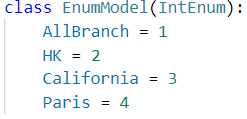 class EnumModel(IntEnum):
    AllBranch = 1
    HK = 2
    California = 3
    Paris = 4